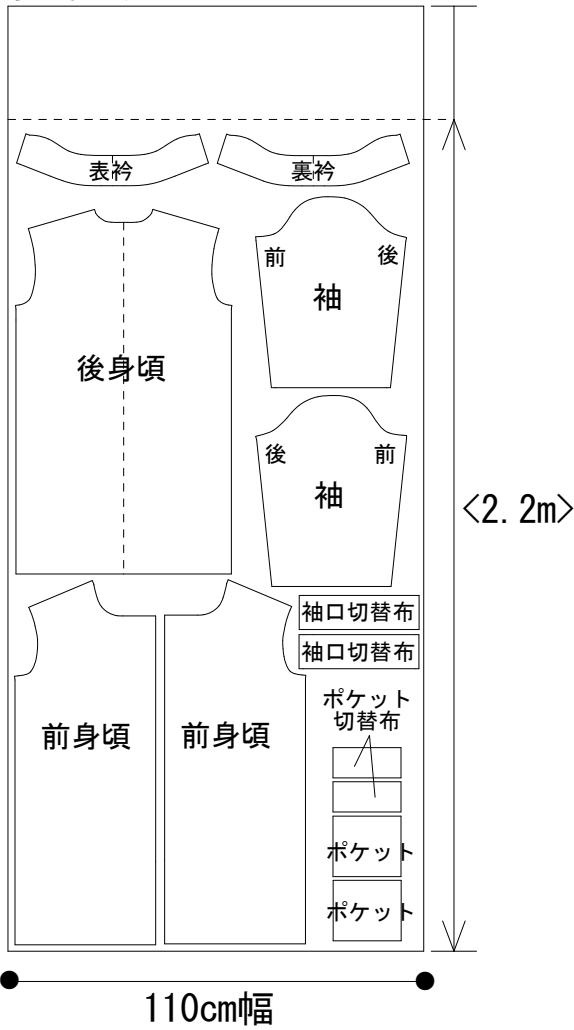 表衿
裏衿
前
後
袖
後身頃
後
前
袖
<2.2m>
袖口切替布
袖口切替布
前身頃
前身頃
ポケット
切替布
ポケット
ポケット
110cm幅